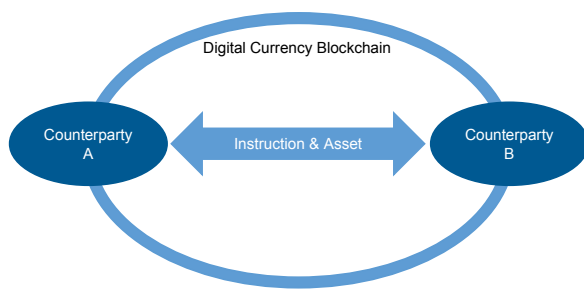 Digital Currency Blockchain
Counterparty
A
Instruction & Asset
Counterparty
B